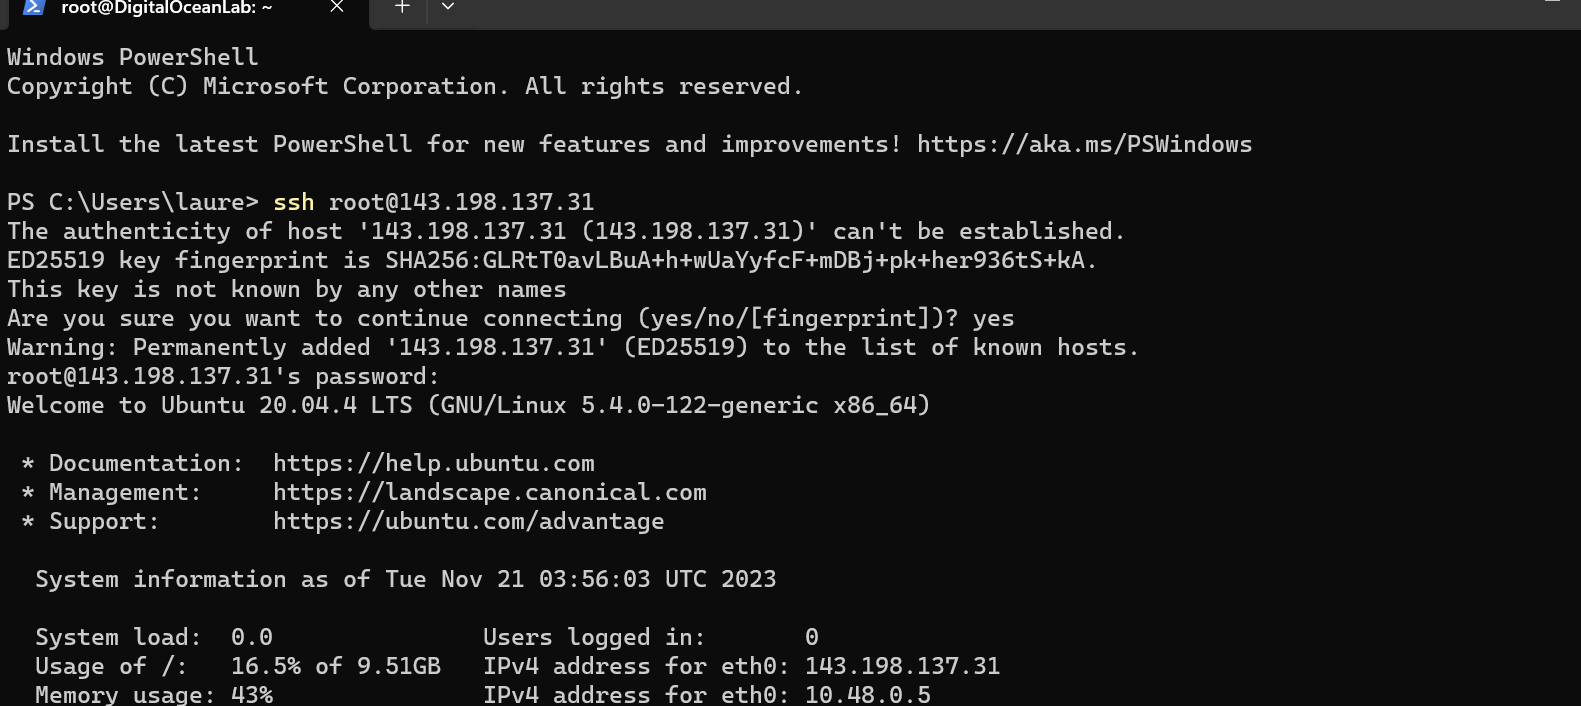 root@DigitalOceanLab: ~
Windows PowerShell
Copyright (C) Microsoft Corporation. All rights reserved.
Install the latest PowerShell for new features and improvements! https://aka.ms/PSWindows
PS C:\Users\laure> ssh root@143.198.137.31
The authenticity of host '143.198.137.31 (143.198.137.31)' can't be established.
ED25519 key fingerprint is SHA256:GLRtT0avLBuA+h+wUaYyfcF+mDBj+pk+her936tS+kA.
This key is not known by any other names
Are you sure you want to continue connecting (yes/no/[fingerprint])? yes
Warning: Permanently added '143.198.137.31' (ED25519) to the list of known hosts.
root@143.198.137.31's password:
Welcome to Ubuntu 20.04.4 LTS (GNU/Linux 5.4.0-122-generic x86_64)
* Documentation:  https://help.ubuntu.com
* Management:     https://landscape.canonical.com
* Support:        https://ubuntu.com/advantage
System information as of Tue Nov 21 03:56:03 UTC 2023
System load:  0.0               Users logged in:       0
Usage of /:   16.5% of 9.51GB   IPv4 address for eth0: 143.198.137.31
Memory usage: 43%               IPv4 address for eth0: 10.48.0.5